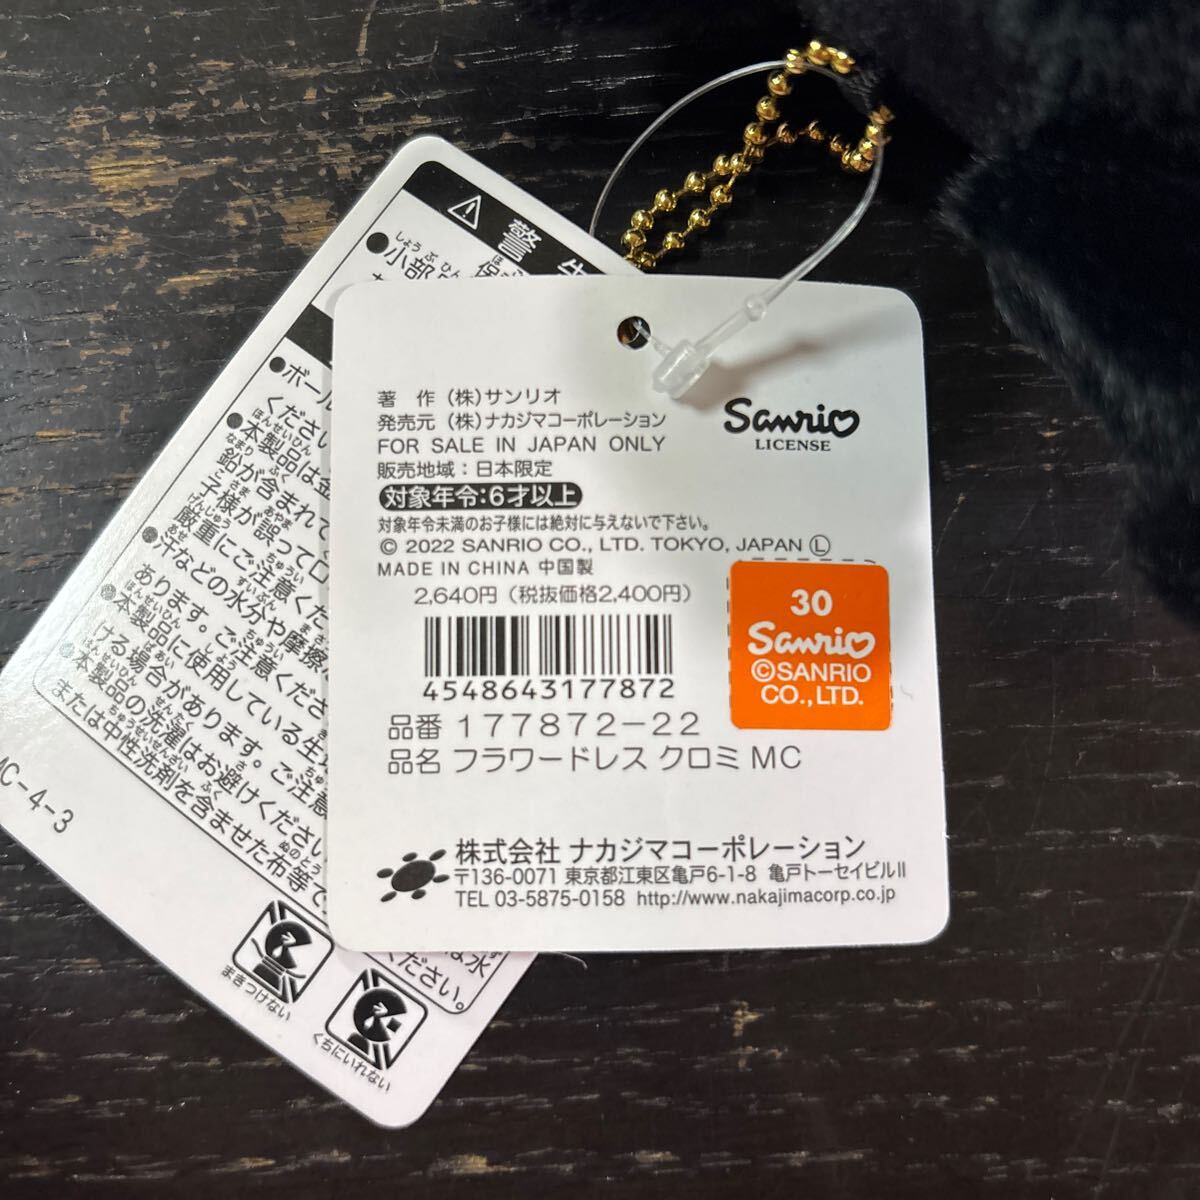 著 作 (株)サンリオ
発売元 (株)ナカジマコーポレーション
FOR SALE IN JAPAN ONLY
販売地域：日本限定
対象年令:6才以上
対象年令未満のお子様には絶対に与えないで下さい。
© 2022 SANRIO CO., LTD. TOKYO, JAPAN Ⓛ
MADE IN CHINA 中国製
2,640円 (税抜価格2,400円)
4548643177872
品番 177872-22
品名 フラワードレス クロミ MC
Sanrio
LICENSE
30
Sanrio
©SANRIO
CO.,LTD.
株式会社 ナカジマコーポレーション
〒136-0071 東京都江東区亀戸6-1-8 亀戸トーセイビルⅡ
TEL 03-5875-0158 http://www.nakajimacorp.co.jp
⚠ 警
●小部
●ボール
ください
●本製品は金
鉛が含まれて
子様が誤って口
厳重にご注意くだ
●汗などの水分や摩擦
あります。ご注意くださ
●本製品に使用している生
ける場合があります。ご注意
●本製品の洗濯はお避けください
または中性洗剤を含ませた布等で
ください。
C-4-3
まきつけない
くちにいれない